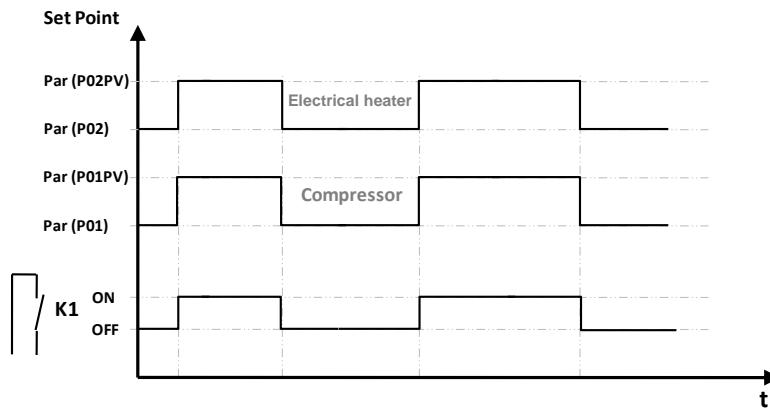 Set Point
Par (P02PV)
Electrical heater
Par (P02)
Par (P01PV)
Compressor
Par (P01)
K1
ON
OFF
t